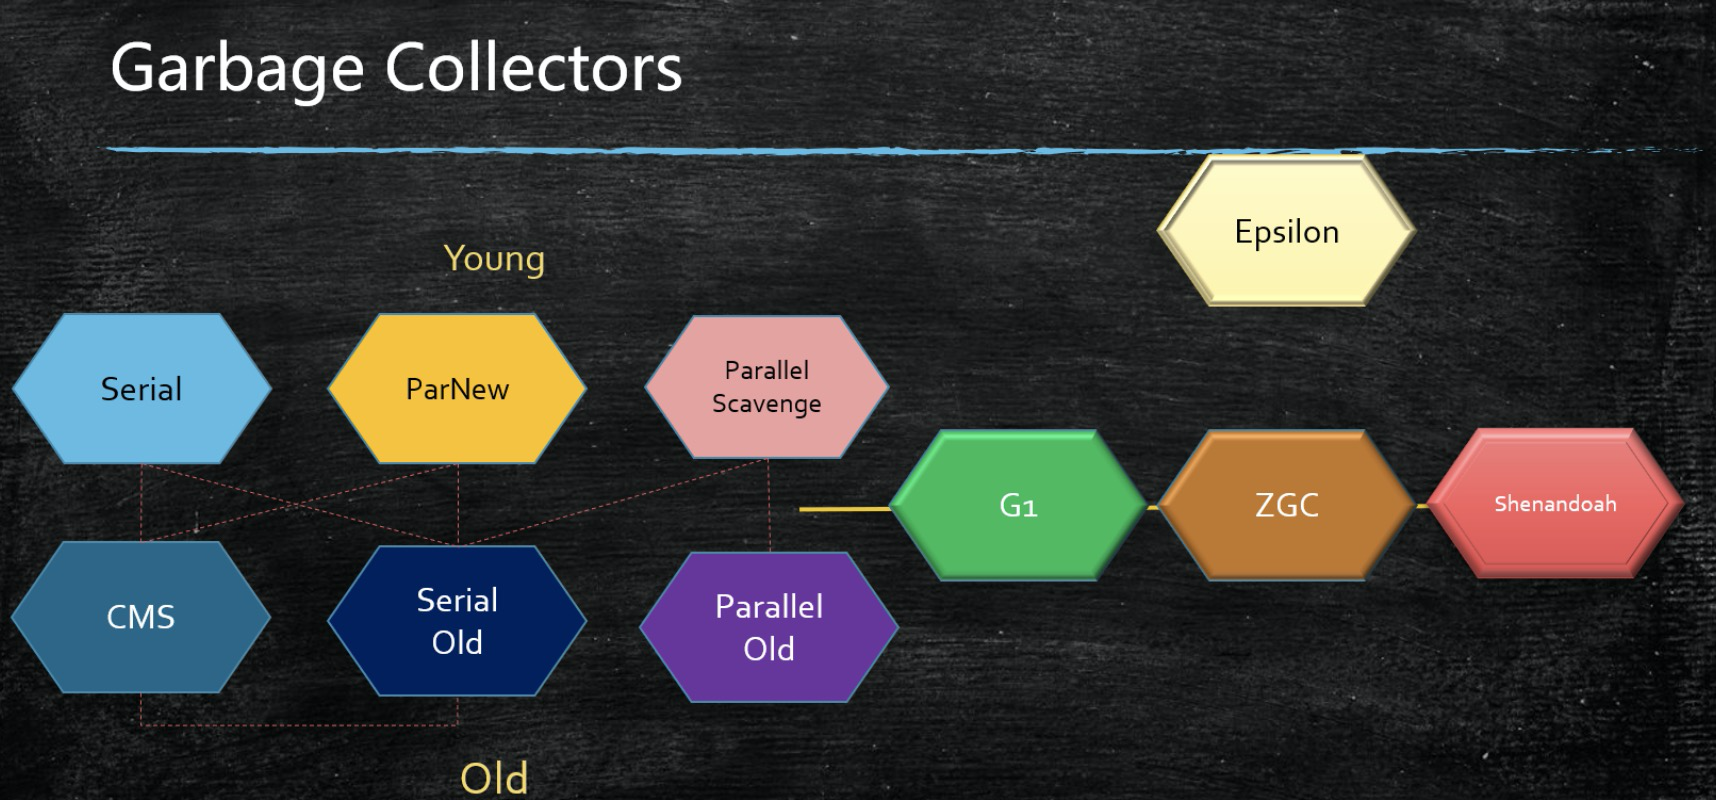 Garbage Collectors
Epsilon
Young
Serial
ParNew
Parallel
Scavenge
G1
ZGC
Shenandoah
CMS
Serial
Old
Parallel
Old
Old